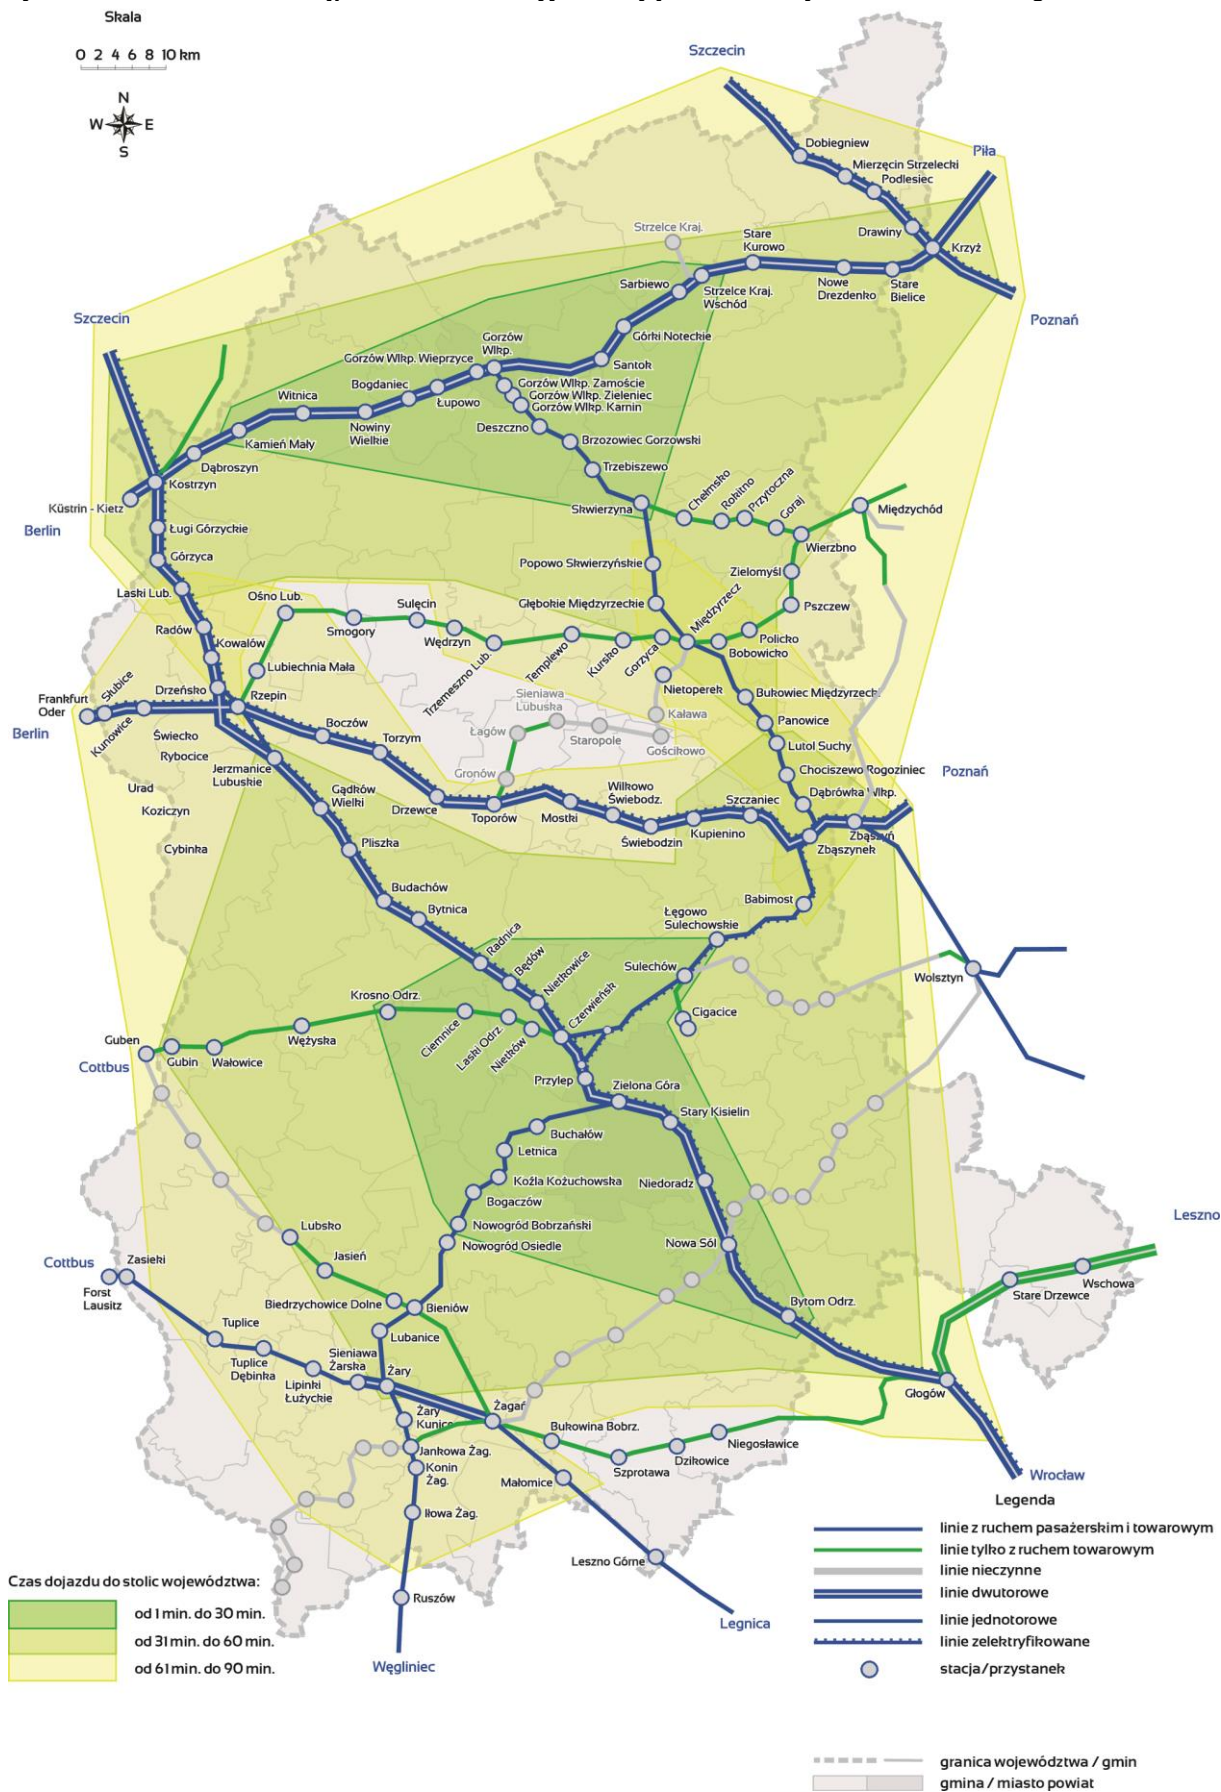 Skala
0 2 4 6 8 10 km
N
W E
S
Szczecin
Dobiegniew
Mierzęcin Strzelecki
Podlesiec
Piła
Drawiny
Krzyż
Strzelce Kraj.
Stare
Kurowo
Sarbiewo
Strzelce Kraj.
Wschód
Nowe
Drezdenko
Stare
Bielice
Poznań
Szczecin
Górki Noteckie
Gorzów
Wlkp.
Gorzów Wlkp. Wieprzyce
Santok
Bogdaniec
Gorzów Wlkp. Zamoście
Gorzów Wlkp. Zieleniec
Gorzów Wlkp. Karnin
Witnica
Łupowo
Nowiny
Wielkie
Deszczno
Kamień Mały
Brzozowiec Gorzowski
Dąbroszyn
Trzebiszewo
Kostrzyn
Küstrin - Kietz
Skwierzyna
Chełmsko
Rokitno
Przytoczna
Goraj
Międzychód
Berlin
Ługi Górzyckie
Wierzbno
Górzyca
Popowo Skwierzyńskie
Zielomyśl
Laski Lub.
Ośno Lub.
Sulęcin
Głębokie Międzyrzeckie
Międzyrzecz
Pszczew
Radów
Smogory
Wędrzyn
Policko
Kowalów
Trzemeszno Lub.
Templewo
Kursko
Gorzyca
Bobowicko
Lubiechnia Mała
Nietoperek
Drzeńsko
Rzepin
Bukowiec Międzyrzecki
Frankfurt
Oder
Słubice
Kunowice
Berlin
Sieniawa
Lubuska
Kaława
Panowice
Łagów
Staropole
Gościkowo
Świecko
Rybocice
Boczów
Torzym
Lutol Suchy
Jerzmanice
Lubuskie
Gronów
Chociszewo Rogoziniec
Poznań
Urad
Koziczyn
Gądków
Wielki
Drzewce
Toporów
Mostki
Wilkowo
Świebodz.
Szczaniec
Dąbrówka Wlkp.
Świebodzin
Kupienino
Zbąszyń
Zbąszynek
Cybinka
Pliszka
Budachów
Bytnica
Babimost
Łęgowo
Sulechowskie
Radnica
Będów
Nietkowice
Sulechów
Wolsztyn
Krosno Odrz.
Czerwieńsk
Cigacice
Ciemnice
Laski Odrz.
Nietków
Guben
Gubin
Wałowice
Wężyska
Cottbus
Przylep
Zielona Góra
Stary Kisielin
Buchałów
Letnica
Koźla Kożuchowska
Niedoradz
Bogaczów
Nowogród Bobrzański
Leszno
Lubsko
Nowogród Osiedle
Nowa Sól
Cottbus
Zasieki
Jasień
Forst
Lausitz
Wschowa
Stare Drzewce
Biedrzychowice Dolne
Bieniów
Bytom Odrz.
Tuplice
Lubanice
Tuplice
Dębinka
Sieniawa
Żarska
Żary
Lipinki
Łużyckie
Głogów
Żary
Kunice
Żagań
Bukowina Bobrz.
Jankowa Żag.
Niegosławice
Konin
Żag.
Małomice
Szprotawa
Dzikowice
Wrocław
Iłowa Żag.
Leszno Górne
Ruszów
Legnica
Węgliniec
Legenda
linie z ruchem pasażerskim i towarowym
linie tylko z ruchem towarowym
linie nieczynne
linie dwutorowe
linie jednotorowe
linie zelektryfikowane
stacja/przystanek
Czas dojazdu do stolic województwa:
od 1 min. do 30 min.
od 31 min. do 60 min.
od 61 min. do 90 min.
granica województwa / gmin
gmina / miasto powiat